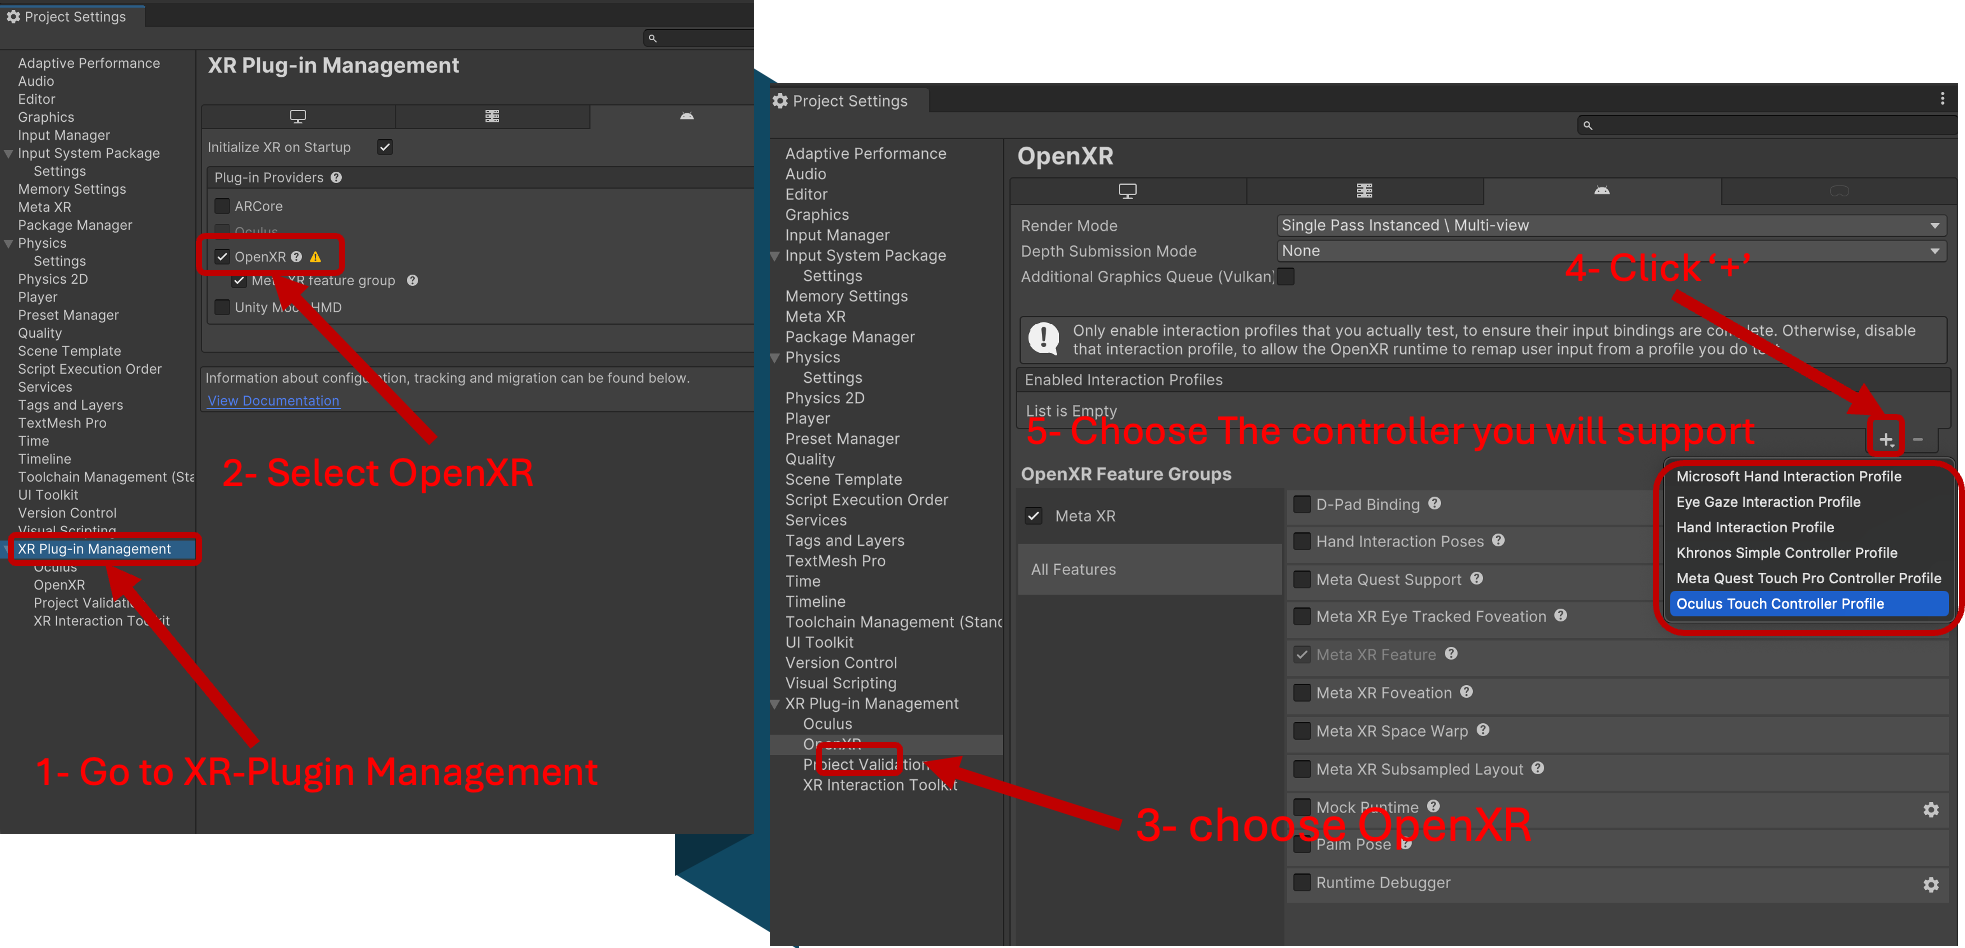 Project Settings
XR Plug-in Management
Adaptive Performance
Audio
Editor
Graphics
Input Manager
Input System Package
Settings
Memory Settings
Meta XR
Package Manager
Physics
Settings
Physics 2D
Player
Preset Manager
Quality
Scene Template
Script Execution Order
Services
Tags and Layers
TextMesh Pro
Time
Timeline
Toolchain Management (Sta
UI Toolkit
Version Control
Visual Scripting
XR Plug-in Management
Oculus
OpenXR
Project Validation
XR Interaction Toolkit
Initialize XR on Startup
Plug-in Providers
ARCore
Oculus
OpenXR
Meta XR feature group
Unity Mock HMD
Information about configuration, tracking and migration can be found below.
View Documentation
2- Select OpenXR
1- Go to XR-Plugin Management
Project Settings
OpenXR
Adaptive Performance
Audio
Editor
Graphics
Input Manager
Input System Package
Settings
Memory Settings
Meta XR
Package Manager
Physics
Settings
Physics 2D
Player
Preset Manager
Quality
Scene Template
Script Execution Order
Services
Tags and Layers
TextMesh Pro
Time
Timeline
Toolchain Management (Stanc
UI Toolkit
Version Control
Visual Scripting
XR Plug-in Management
Oculus
OpenXR
Project Validation
XR Interaction Toolkit
Render Mode Single Pass Instanced \ Multi-view
Depth Submission Mode None
Additional Graphics Queue (Vulkan)
4- Click ‘+’
Only enable interaction profiles that you actually test, to ensure their input bindings are complete. Otherwise, disable
that interaction profile, to allow the OpenXR runtime to remap user input from a profile you do test.
Enabled Interaction Profiles
List is Empty
5- Choose The controller you will support
Microsoft Hand Interaction Profile
Eye Gaze Interaction Profile
Hand Interaction Profile
Khronos Simple Controller Profile
Meta Quest Touch Pro Controller Profile
Oculus Touch Controller Profile
OpenXR Feature Groups
Meta XR
All Features
D-Pad Binding
Hand Interaction Poses
Meta Quest Support
Meta XR Eye Tracked Foveation
Meta XR Feature
Meta XR Foveation
Meta XR Space Warp
Meta XR Subsampled Layout
Mock Runtime
Palm Pose
Runtime Debugger
3- choose OpenXR